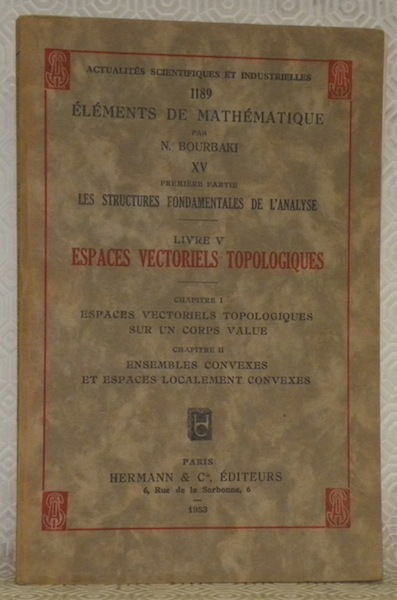 ACTUALITÉS SCIENTIFIQUES ET INDUSTRIELLES
1189
ÉLÉMENTS DE MATHÉMATIQUE
PAR
N. BOURBAKI
XV
PREMIÈRE PARTIE
LES STRUCTURES FONDAMENTALES DE L'ANALYSE
LIVRE V
ESPACES VECTORIELS TOPOLOGIQUES
CHAPITRE I
ESPACES VECTORIELS TOPOLOGIQUES
SUR UN CORPS VALUÉ
CHAPITRE II
ENSEMBLES CONVEXES
ET ESPACES LOCALEMENT CONVEXES
PARIS
HERMANN & Cie, ÉDITEURS
6, Rue de la Sorbonne, 6
1953